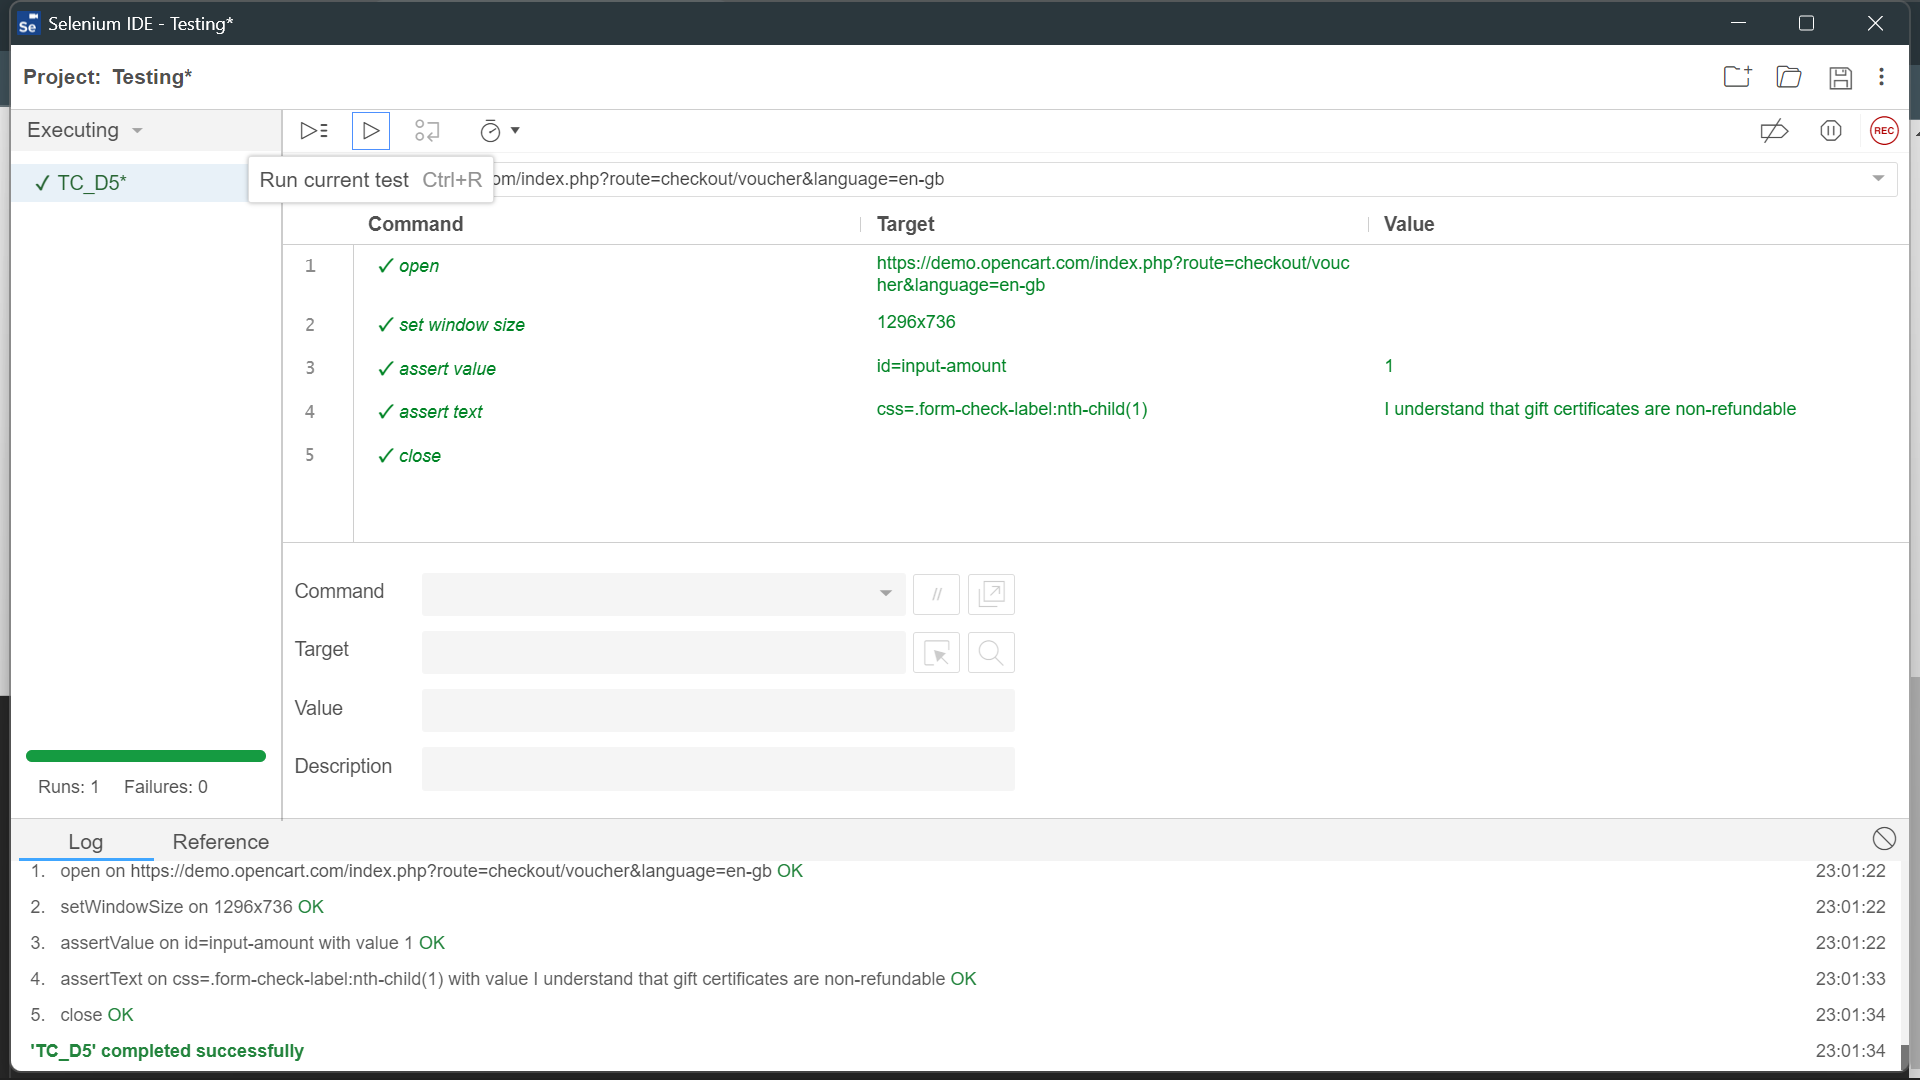 Se Selenium IDE - Testing*
Project: Testing*
Executing
REC
✓ TC_D5*
Run current test Ctrl+R
om/index.php?route=checkout/voucher&language=en-gb
Command Target Value
1 ✓ open https://demo.opencart.com/index.php?route=checkout/vouc
her&language=en-gb
2 ✓ set window size 1296x736
3 ✓ assert value id=input-amount 1
4 ✓ assert text css=.form-check-label:nth-child(1) I understand that gift certificates are non-refundable
5 ✓ close
Command //
Target
Value
Description
Runs: 1 Failures: 0
Log Reference
1. open on https://demo.opencart.com/index.php?route=checkout/voucher&language=en-gb OK 23:01:22
2. setWindowSize on 1296x736 OK 23:01:22
3. assertValue on id=input-amount with value 1 OK 23:01:22
4. assertText on css=.form-check-label:nth-child(1) with value I understand that gift certificates are non-refundable OK 23:01:33
5. close OK 23:01:34
'TC_D5' completed successfully 23:01:34